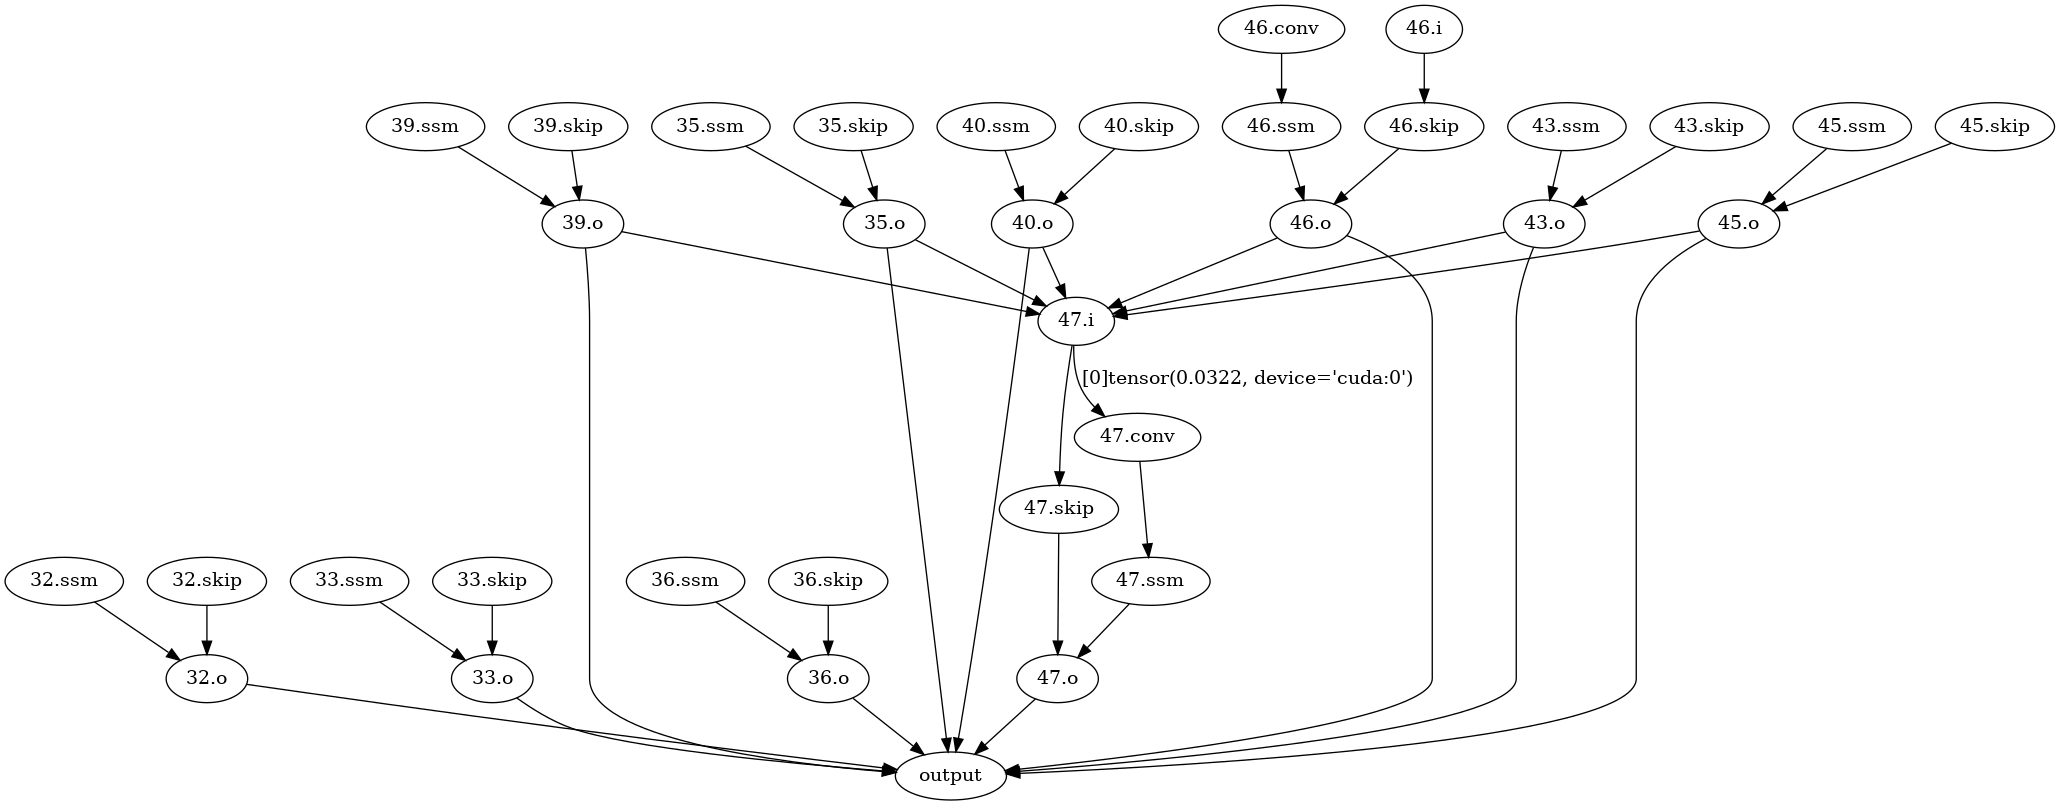 46.conv
46.i
39.ssm
39.skip
35.ssm
35.skip
40.ssm
40.skip
46.ssm
46.skip
43.ssm
43.skip
45.ssm
45.skip
39.o
35.o
40.o
46.o
43.o
45.o
47.i
[0]tensor(0.0322, device='cuda:0')
47.conv
47.skip
32.ssm
32.skip
33.ssm
33.skip
36.ssm
36.skip
47.ssm
32.o
33.o
36.o
47.o
output